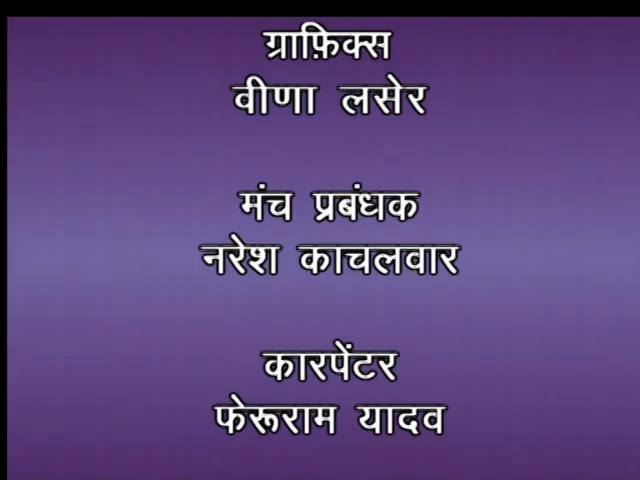 ग्राफ़िक्स
वीणा लसेर
मंच प्रबंधक
नरेश काचलवार
कारपेंटर
फेरूराम यादव